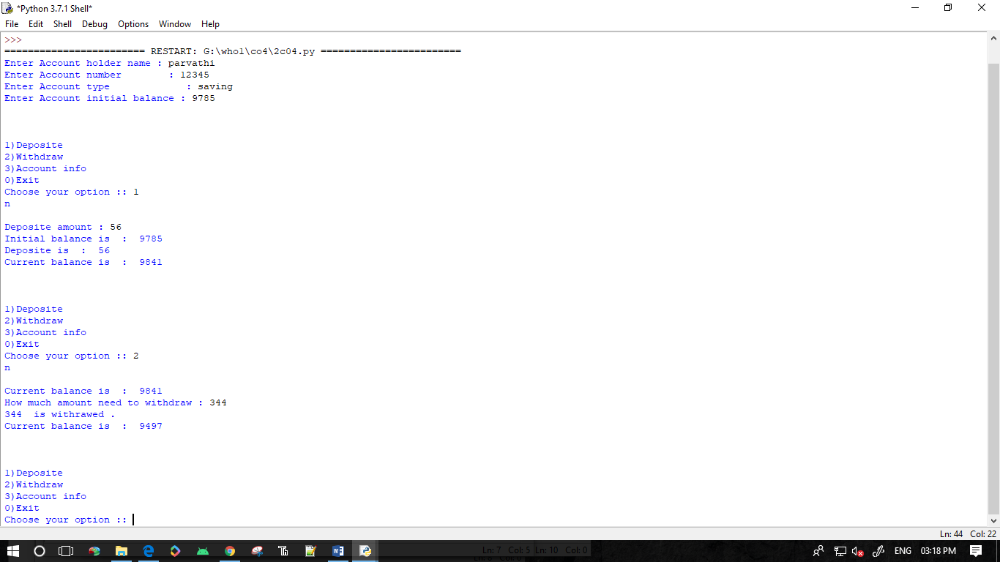 *Python 3.7.1 Shell*
File Edit Shell Debug Options Window Help
>>>
======================== RESTART: G:\who1\co4\2c04.py ========================
Enter Account holder name : parvathi
Enter Account number        : 12345
Enter Account type             : saving
Enter Account initial balance : 9785
1)Deposite
2)Withdraw
3)Account info
0)Exit
Choose your option :: 1
n
Deposite amount : 56
Initial balance is  :  9785
Deposite is  :  56
Current balance is  :  9841
1)Deposite
2)Withdraw
3)Account info
0)Exit
Choose your option :: 2
n
Current balance is  :  9841
How much amount need to withdraw : 344
344  is withrawed .
Current balance is  :  9497
1)Deposite
2)Withdraw
3)Account info
0)Exit
Choose your option ::
Ln: 44 Col: 22
Ln: 7 Col: 5 Ln: 10 Col: 0
ENG 03:18 PM